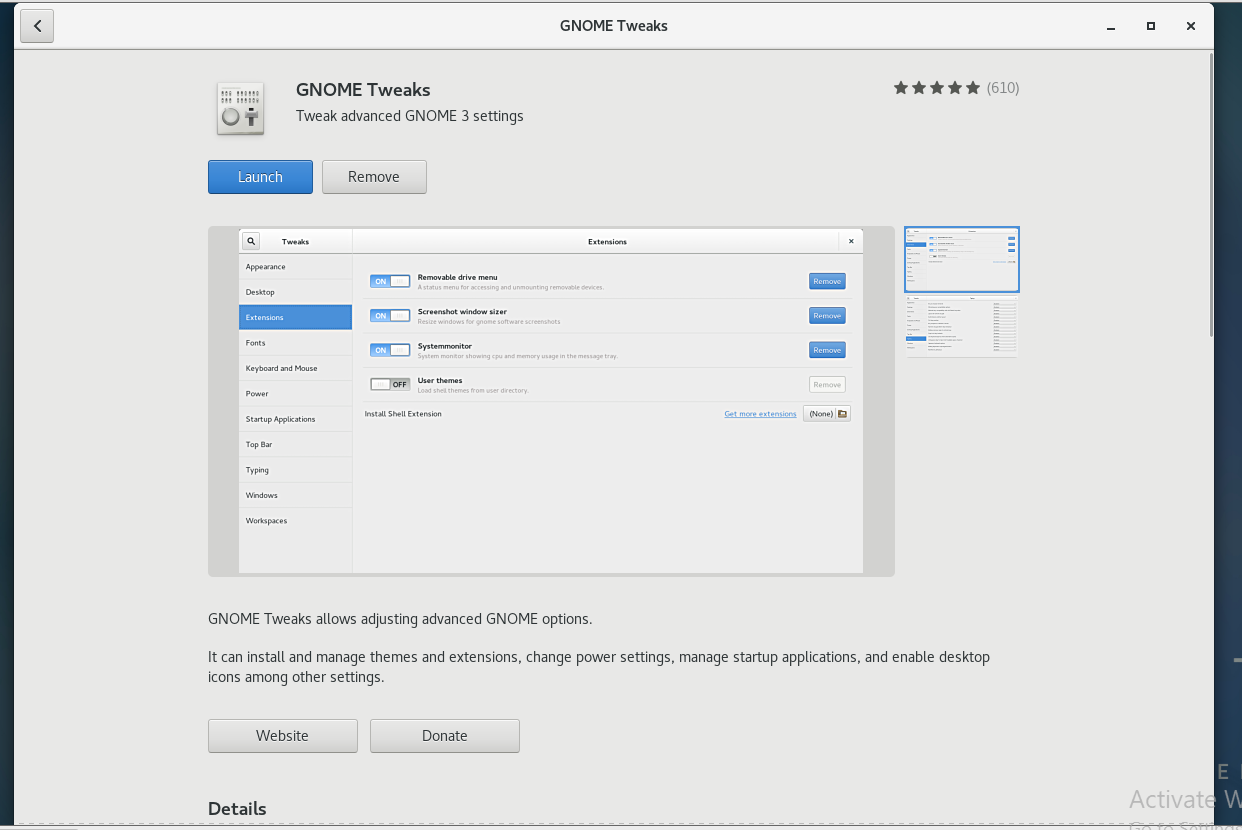 GNOME Tweaks
GNOME Tweaks
(610)
Tweak advanced GNOME 3 settings
Launch
Remove
Tweaks
Extensions
Appearance
Desktop
Extensions
Fonts
Keyboard and Mouse
Power
Startup Applications
Top Bar
Typing
Windows
Workspaces
ON
Removable drive menu
A status menu for accessing and unmounting removable devices.
Remove
ON
Screenshot window sizer
Resize windows for gnome software screenshots
Remove
ON
Systemmonitor
System monitor showing cpu and memory usage in the message tray.
Remove
OFF
User themes
Load shell themes from user directory.
Remove
Install Shell Extension
Get more extensions
(None)
GNOME Tweaks allows adjusting advanced GNOME options.
It can install and manage themes and extensions, change power settings, manage startup applications, and enable desktop
icons among other settings.
Website
Donate
E
Details
Activate W